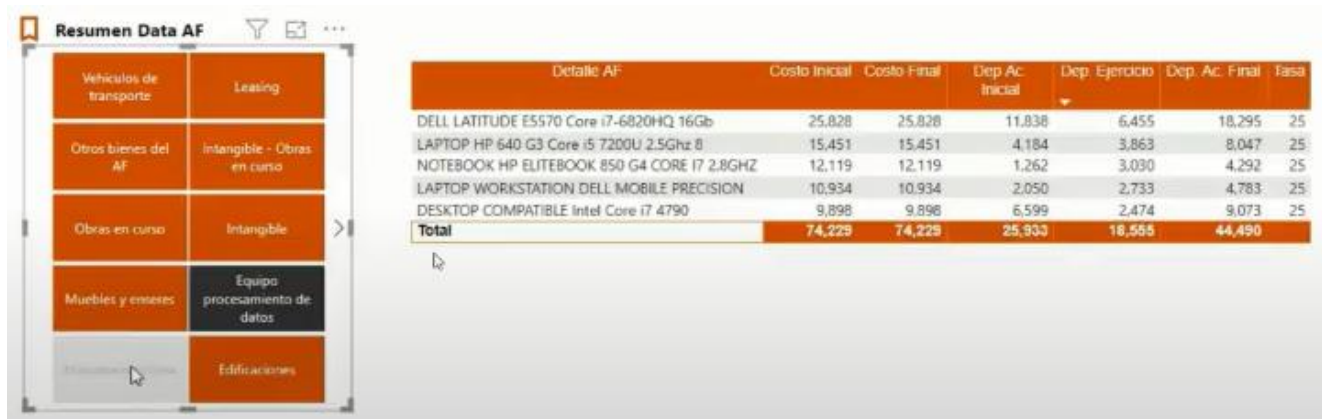 Resumen Data AF
Vehículos de
transporte
Leasing
Otros bienes del
AF
Intangible - Obras
en curso
Obras en curso
Intangible
Muebles y enseres
Equipo
procesamiento de
datos
Edificaciones
Detalle AF Costo Inicial Costo Final Dep Ac. Inicial Dep. Ejercicio Dep. Ac. Final Tasa
DELL LATITUDE E5570 Core i7-6820HQ 16Gb 25,828 25,828 11,838 6,455 18,295 25
LAPTOP HP 640 G3 Core i5 7200U 2.5Ghz 8 15,451 15,451 4,184 3,863 8,047 25
NOTEBOOK HP ELITEBOOK 850 G4 CORE I7 2.8GHZ 12,119 12,119 1,262 3,030 4,292 25
LAPTOP WORKSTATION DELL MOBILE PRECISION 10,934 10,934 2,050 2,733 4,783 25
DESKTOP COMPATIBLE Intel Core i7 4790 9,898 9,898 6,599 2,474 9,073 25
Total 74,229 74,229 25,933 18,555 44,490